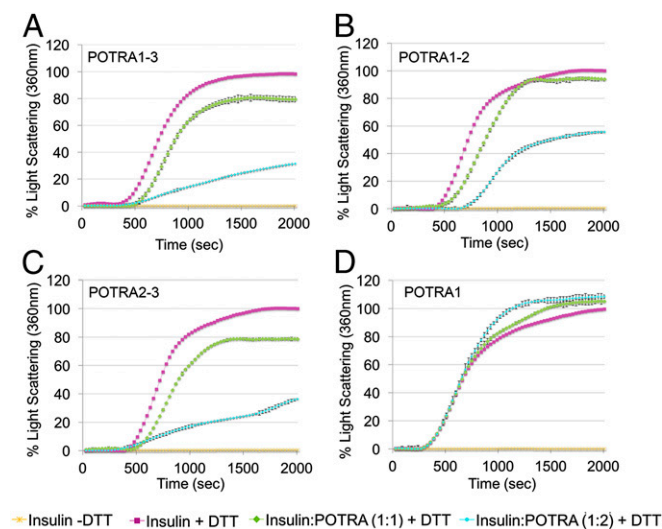 A
POTRA1-3
% Light Scattering (360nm)
120
100
80
60
40
20
0
0 500 1000 1500 2000
Time (sec)
B
POTRA1-2
% Light Scattering (360nm)
120
100
80
60
40
20
0
0 500 1000 1500 2000
Time (sec)
C
POTRA2-3
% Light Scattering (360nm)
120
100
80
60
40
20
0
0 500 1000 1500 2000
Time (sec)
D
POTRA1
% Light Scattering (360nm)
120
100
80
60
40
20
0
0 500 1000 1500 2000
Time (sec)
Insulin -DTT Insulin + DTT Insulin:POTRA (1:1) + DTT Insulin:POTRA (1:2) + DTT